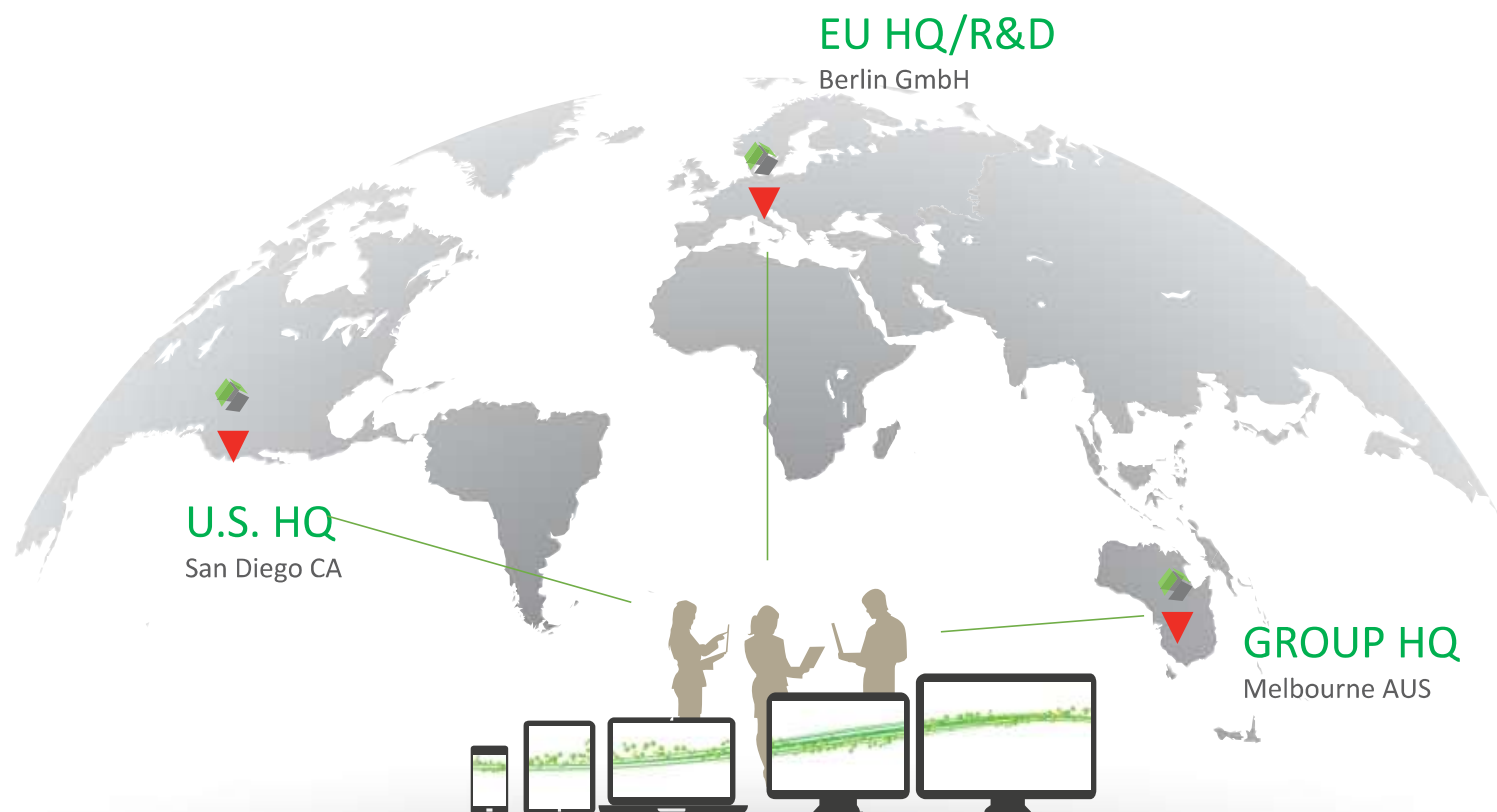 EU HQ/R&D
Berlin GmbH
U.S. HQ
San Diego CA
GROUP HQ
Melbourne AUS